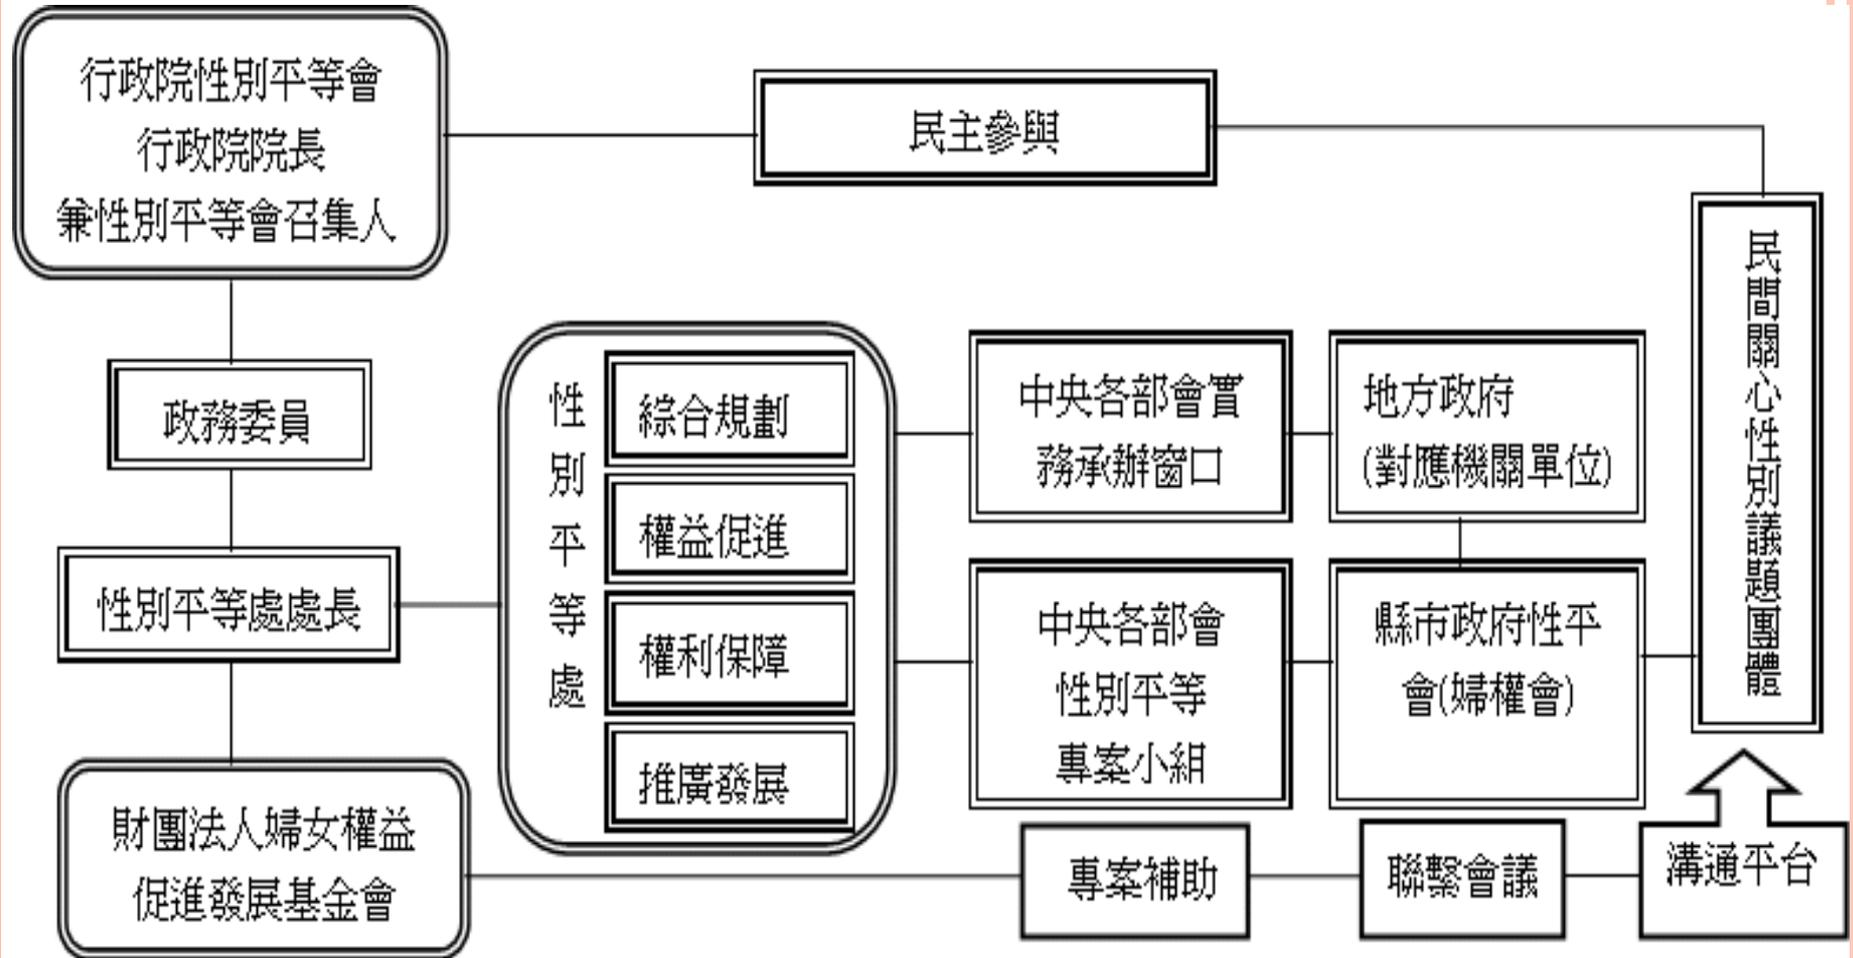 行政院性別平等會
行政院院長
兼性別平等會召集人
民主參與
民間關心性別議題團體
政務委員
性別平等處處長
性別平等處
綜合規劃
權益促進
權利保障
推廣發展
中央各部會實
務承辦窗口
地方政府
(對應機關單位)
中央各部會
性別平等
專案小組
縣市政府性平
會(婦權會)
財團法人婦女權益
促進發展基金會
專案補助
聯繫會議
溝通平台